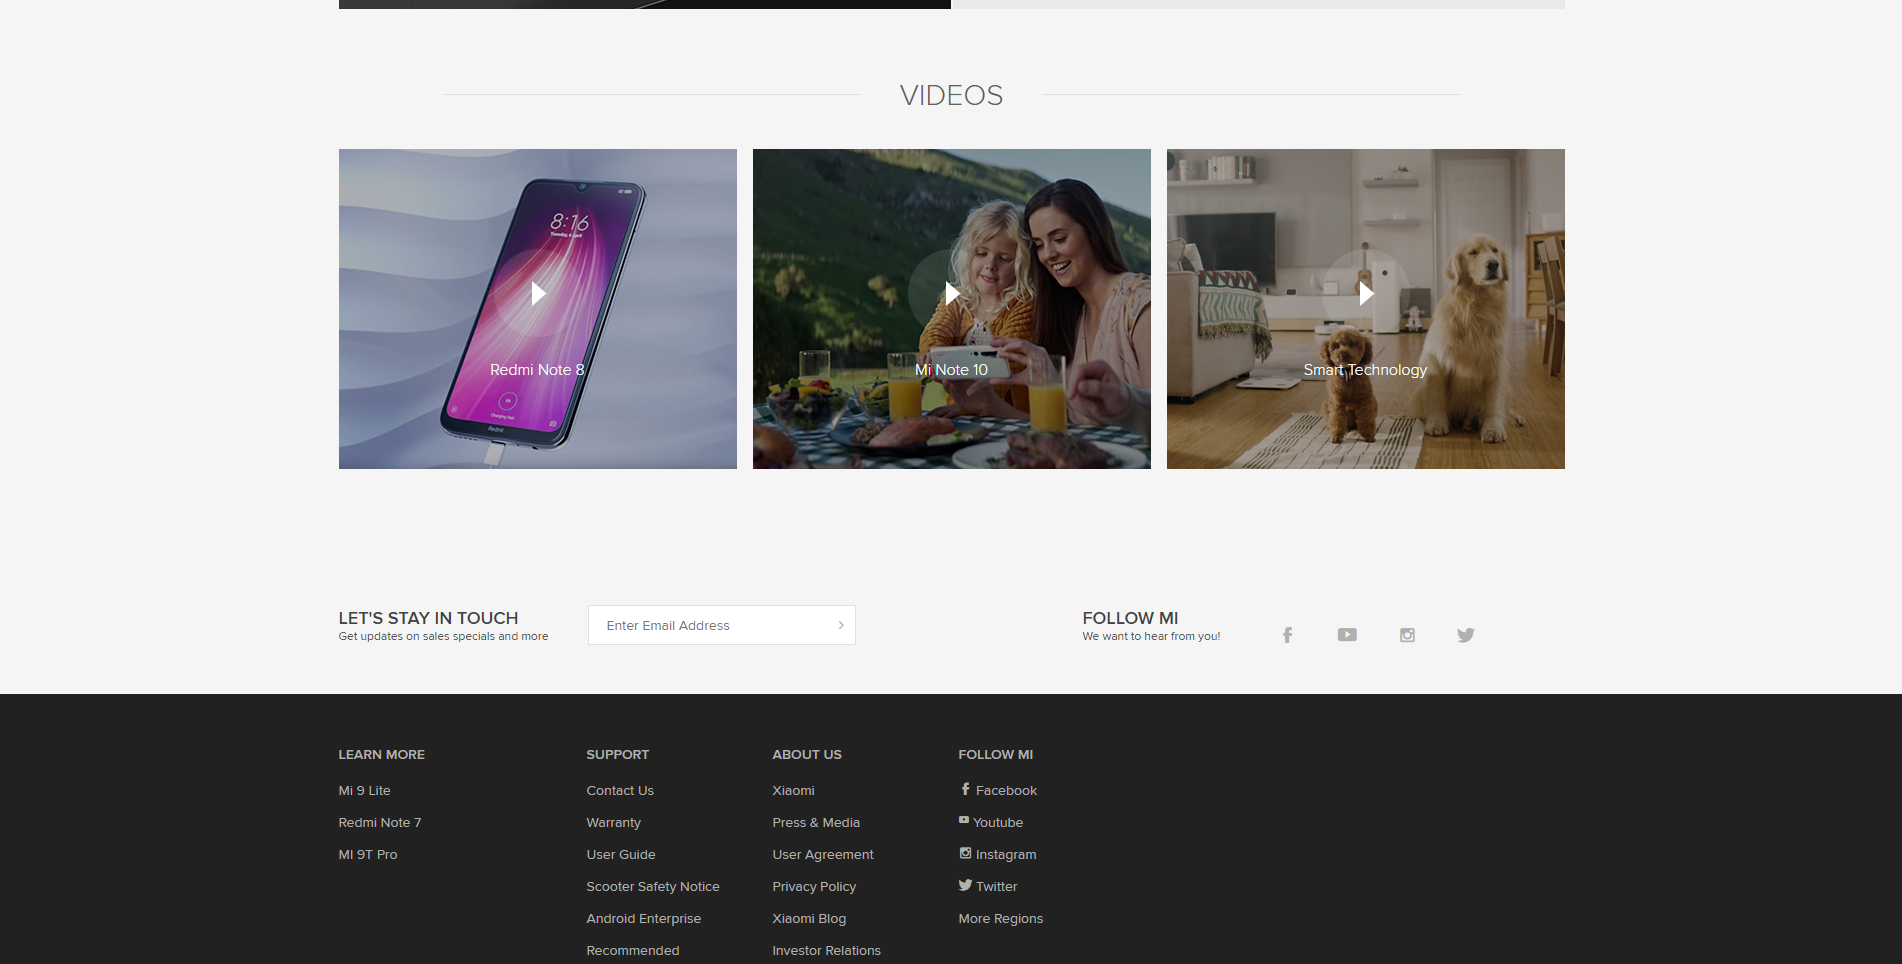 VIDEOS
8:16
Redmi Note 8
Redmi
Mi Note 10
Smart Technology
LET'S STAY IN TOUCH
Get updates on sales specials and more
Enter Email Address
FOLLOW MI
We want to hear from you!
LEARN MORE
Mi 9 Lite
Redmi Note 7
MI 9T Pro
SUPPORT
Contact Us
Warranty
User Guide
Scooter Safety Notice
Android Enterprise
Recommended
ABOUT US
Xiaomi
Press & Media
User Agreement
Privacy Policy
Xiaomi Blog
Investor Relations
FOLLOW MI
Facebook
Youtube
Instagram
Twitter
More Regions